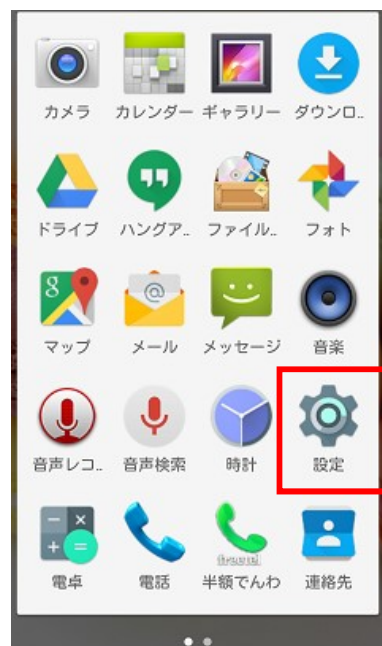 カメラ
カレンダー
ギャラリー
ダウンロ..
ドライブ
ハングア..
ファイル..
フォト
8
マップ
@
メール
メッセージ
音楽
音声レコ..
音声検索
時計
設定
電卓
電話
freetel
半額でんわ
連絡先